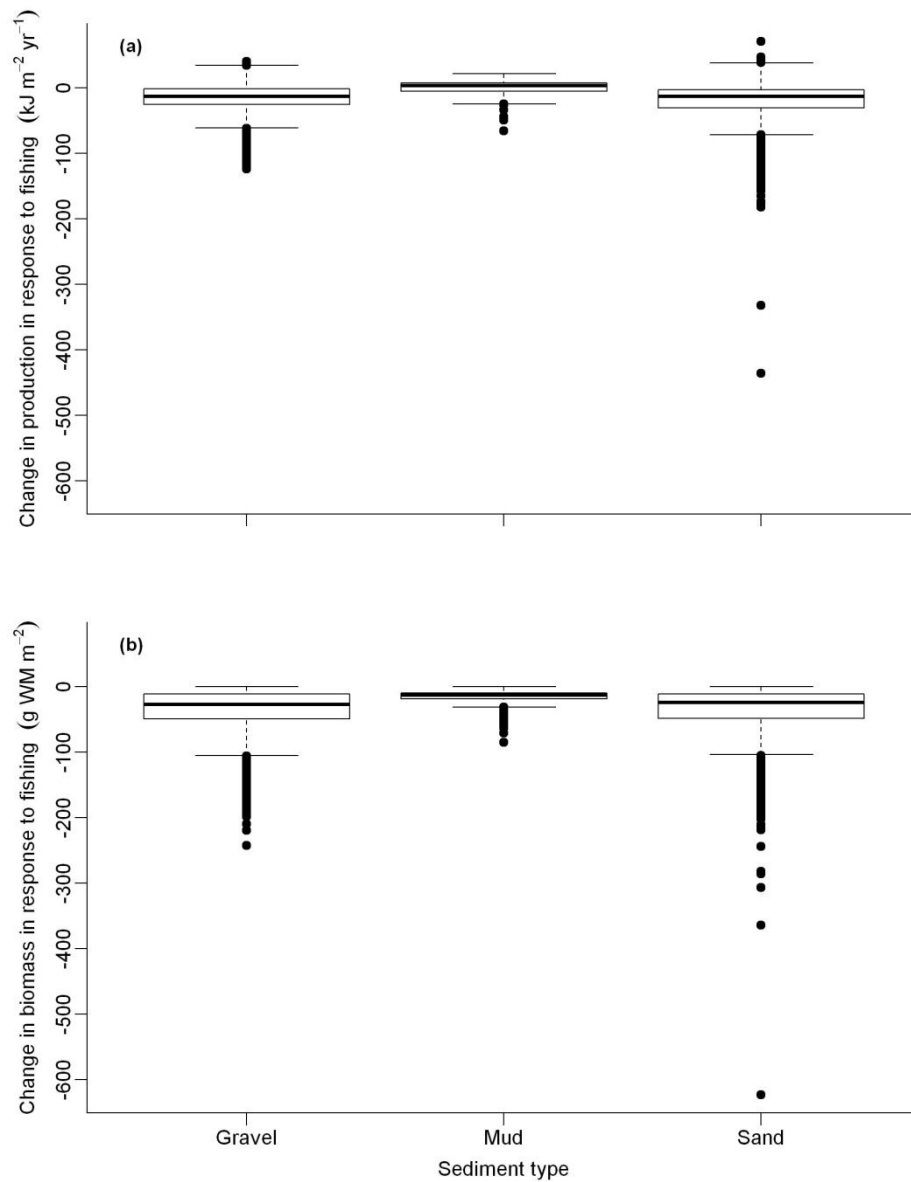 (a)
Change in production in response to fishing (kJ m⁻² yr⁻¹)
0
-100
-200
-300
-400
-500
-600
(b)
Change in biomass in response to fishing (g WM m⁻²)
0
-100
-200
-300
-400
-500
-600
Gravel Mud Sand
Sediment type